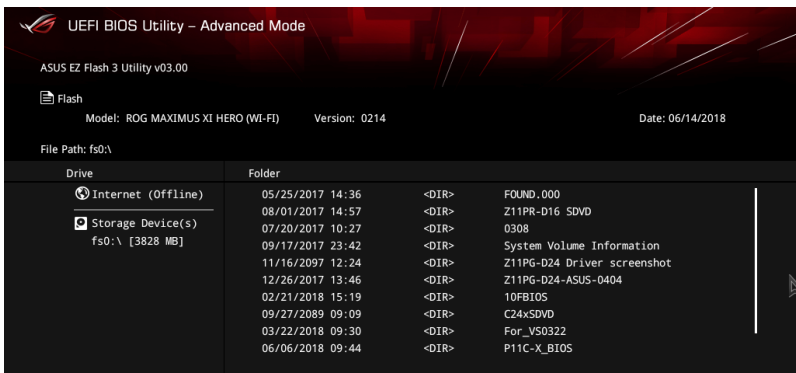 UEFI BIOS Utility – Advanced Mode
ASUS EZ Flash 3 Utility v03.00
Flash
Model: ROG MAXIMUS XI HERO (WI-FI) Version: 0214 Date: 06/14/2018
File Path: fs0:\
Drive Folder
Internet (Offline) 05/25/2017 14:36 <DIR> FOUND.000
08/01/2017 14:57 <DIR> Z11PR-D16 SDVD
Storage Device(s) 07/20/2017 10:27 <DIR> 0308
fs0:\ [3828 MB] 09/17/2017 23:42 <DIR> System Volume Information
11/16/2097 12:24 <DIR> Z11PG-D24 Driver screenshot
12/26/2017 13:46 <DIR> Z11PG-D24-ASUS-0404
02/21/2018 15:19 <DIR> 10FBIOS
09/27/2089 09:09 <DIR> C24xSDVD
03/22/2018 09:30 <DIR> For_VS0322
06/06/2018 09:44 <DIR> P11C-X_BIOS